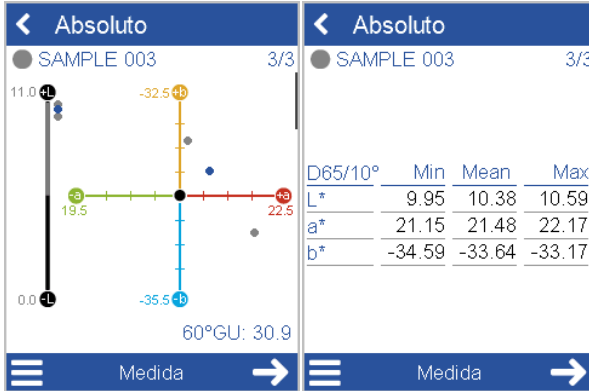 Absoluto
SAMPLE 003 3/3
11.0 +L -32.5 +b
-a +a
19.5 22.5
0.0 -L -35.5 -b
60°GU: 30.9
Medida
Absoluto
SAMPLE 003 3/3
D65/10° Min Mean Max
L* 9.95 10.38 10.59
a* 21.15 21.48 22.17
b* -34.59 -33.64 -33.17
Medida